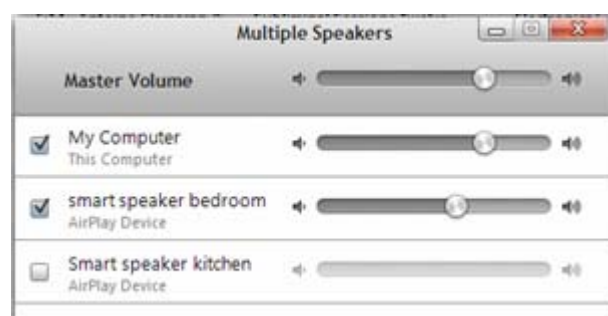 Multiple Speakers
Master Volume
My Computer
This Computer
smart speaker bedroom
AirPlay Device
Smart speaker kitchen
AirPlay Device